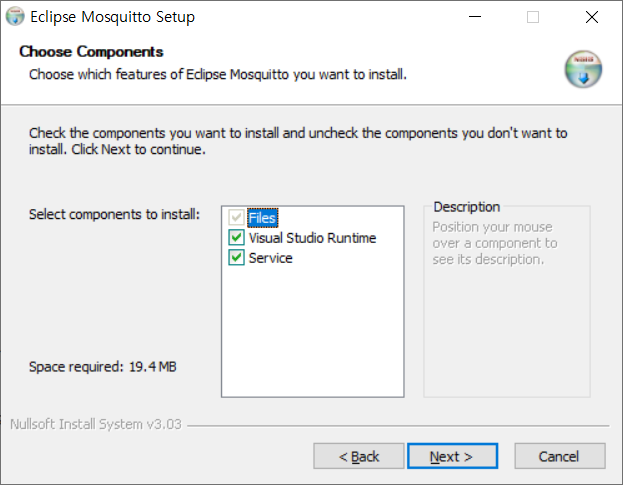 Eclipse Mosquitto Setup
Choose Components
Choose which features of Eclipse Mosquitto you want to install.
Check the components you want to install and uncheck the components you don't want to
install. Click Next to continue.
Select components to install:
Files
Visual Studio Runtime
Service
Description
Position your mouse
over a component to
see its description.
Space required: 19.4 MB
Nullsoft Install System v3.03
< Back
Next >
Cancel